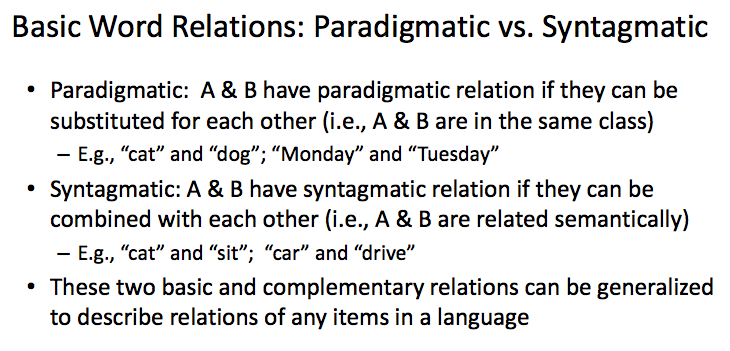 Basic Word Relations: Paradigmatic vs. Syntagmatic
• Paradigmatic:  A & B have paradigmatic relation if they can be
substituted for each other (i.e., A & B are in the same class)
– E.g., “cat” and “dog”; “Monday” and “Tuesday”
• Syntagmatic: A & B have syntagmatic relation if they can be
combined with each other (i.e., A & B are related semantically)
– E.g., “cat” and “sit”;  “car” and “drive”
• These two basic and complementary relations can be generalized
to describe relations of any items in a language